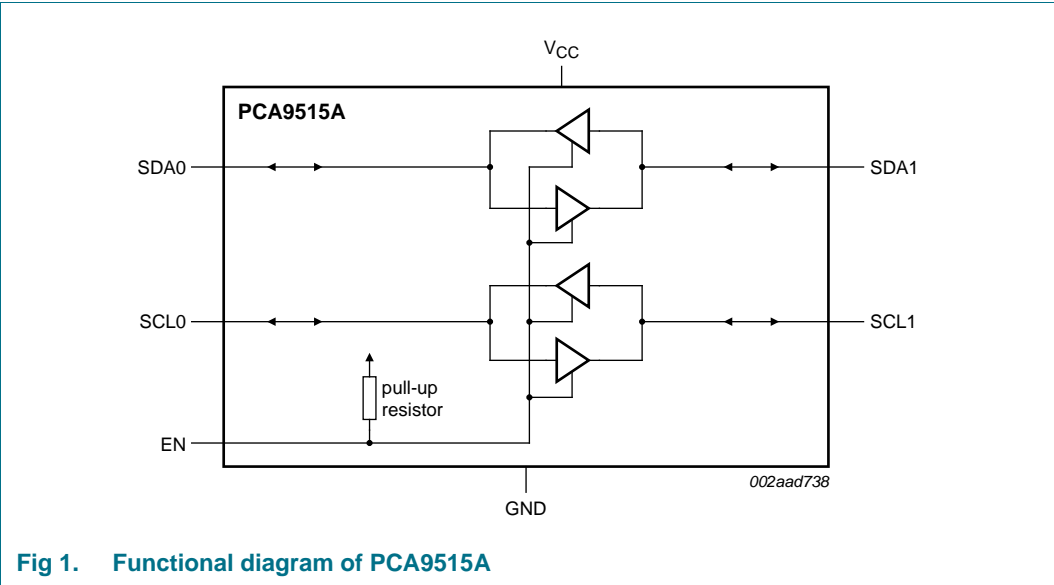 VCC
PCA9515A
SDA0
SDA1
SCL0
SCL1
pull-up
resistor
EN
002aad738
GND
Fig 1. Functional diagram of PCA9515A